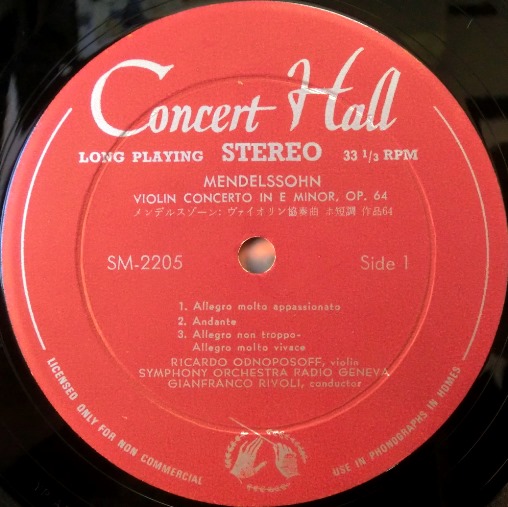 Concert Hall
LONG PLAYING STEREO 33 1/3 RPM
MENDELSSOHN
VIOLIN CONCERTO IN E MINOR, OP. 64
メンデルスゾーン: ヴァイオリン協奏曲 ホ短調 作品64
SM-2205 Side 1
1. Allegro molto appassionato
2. Andante
3. Allegro non troppo-
Allegro molto vivace
RICARDO ODNOPOSOFF, violin
SYMPHONY ORCHESTRA RADIO GENEVA
GIANFRANCO RIVOLI, conductor
LICENSED ONLY FOR NON COMMERCIAL
USE IN PHONOGRAPHS IN HOMES